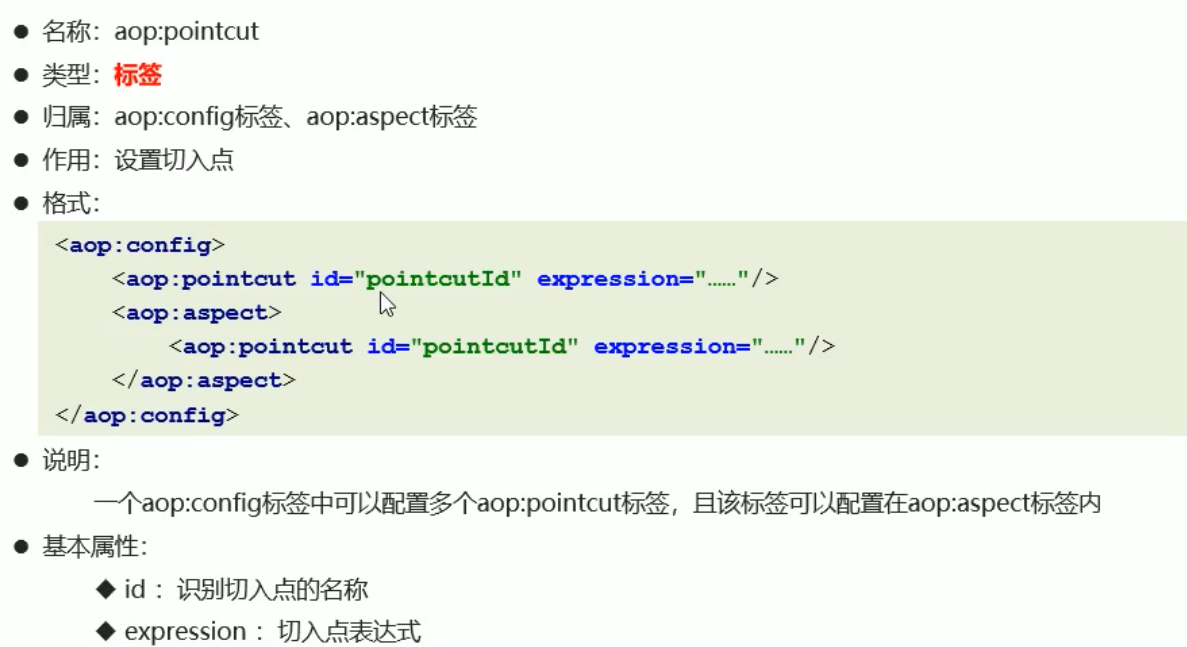 ● 名称：aop:pointcut
● 类型：标签
● 归属：aop:config标签、aop:aspect标签
● 作用：设置切入点
● 格式：
<aop:config>
    <aop:pointcut id="pointcutId" expression="……"/>
    <aop:aspect>
        <aop:pointcut id="pointcutId" expression="……"/>
    </aop:aspect>
</aop:config>
● 说明：
一个aop:config标签中可以配置多个aop:pointcut标签，且该标签可以配置在aop:aspect标签内
● 基本属性：
◆ id ：识别切入点的名称
◆ expression ：切入点表达式